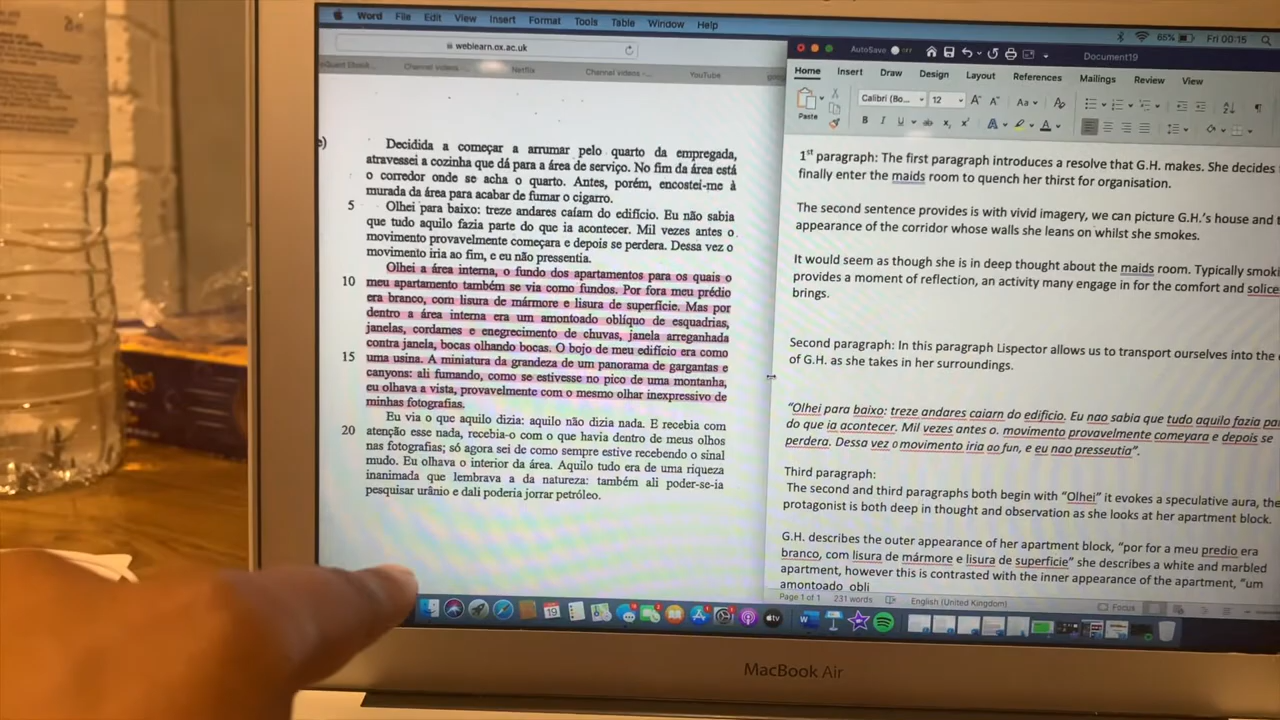 Word File Edit View Insert Format Tools Table Window Help
65% Fri 00:15
weblearn.ox.ac.uk
Channel videos -... Netflix Channel videos -... YouTube
Decidida a começar a arrumar pelo quarto da empregada,
atravessei a cozinha que dá para a área de serviço. No fim da área está
o corredor onde se acha o quarto. Antes, porém, encostei-me à
murada da área para acabar de fumar o cigarro.
5 Olhei para baixo: treze andares caíam do edifício. Eu não sabia
que tudo aquilo fazia parte do que ia acontecer. Mil vezes antes o
movimento provavelmente começara e depois se perdera. Dessa vez o
movimento iria ao fim, e eu não pressentia.
Olhei a área interna, o fundo dos apartamentos para os quais o
10 meu apartamento também se via como fundos. Por fora meu prédio
era branco, com lisura de mármore e lisura de superfície. Mas por
dentro a área interna era um amontoado oblíquo de esquadrias,
janelas, cordames e enegrecimento de chuvas, janela arreganhada
contra janela, bocas olhando bocas. O bojo de meu edifício era como
15 uma usina. A miniatura da grandeza de um panorama de gargantas e
canyons: ali fumando, como se estivesse no pico de uma montanha,
eu olhava a vista, provavelmente com o mesmo olhar inexpressivo de
minhas fotografias.
Eu via o que aquilo dizia: aquilo não dizia nada. E recebia com
20 atenção esse nada, recebia-o com o que havia dentro de meus olhos
nas fotografias; só agora sei de como sempre estive recebendo o sinal
mudo. Eu olhava o interior da área. Aquilo tudo era de uma riqueza
inanimada que lembrava a da natureza: também ali poder-se-ia
pesquisar urânio e dali poderia jorrar petróleo.
AutoSave OFF Document19
Home Insert Draw Design Layout References Mailings Review View
Paste Calibri (Bo... 12
1st paragraph: The first paragraph introduces a resolve that G.H. makes. She decides
finally enter the maids room to quench her thirst for organisation.
The second sentence provides is with vivid imagery, we can picture G.H.'s house and
appearance of the corridor whose walls she leans on whilst she smokes.
It would seem as though she is in deep thought about the maids room. Typically
provides a moment of reflection, an activity many engage in for the comfort and
brings.
Second paragraph: In this paragraph Lispector allows us to transport ourselves into the
of G.H. as she takes in her surroundings.
"Olhei para baixo: treze andares caiarn do edificio. Eu nao sabia que tudo aquilo fazia
do que ia acontecer. Mil vezes antes o. movimento provavelmente comeyara e depois se
perdera. Dessa vez o movimento iria ao fun, e eu nao presseutia".
Third paragraph:
The second and third paragraphs both begin with "Olhei" it evokes a speculative aura, the
protagonist is both deep in thought and observation as she looks at her apartment block.
G.H. describes the outer appearance of her apartment block, "por for a meu predio era
branco, com lisura de mármore e lisura de superficie" she describes a white and marbled
apartment, however this is contrasted with the inner appearance of the apartment, "um
amontoado obli
Page 1 of 1 231 words English (United Kingdom) Focus
MacBook Air